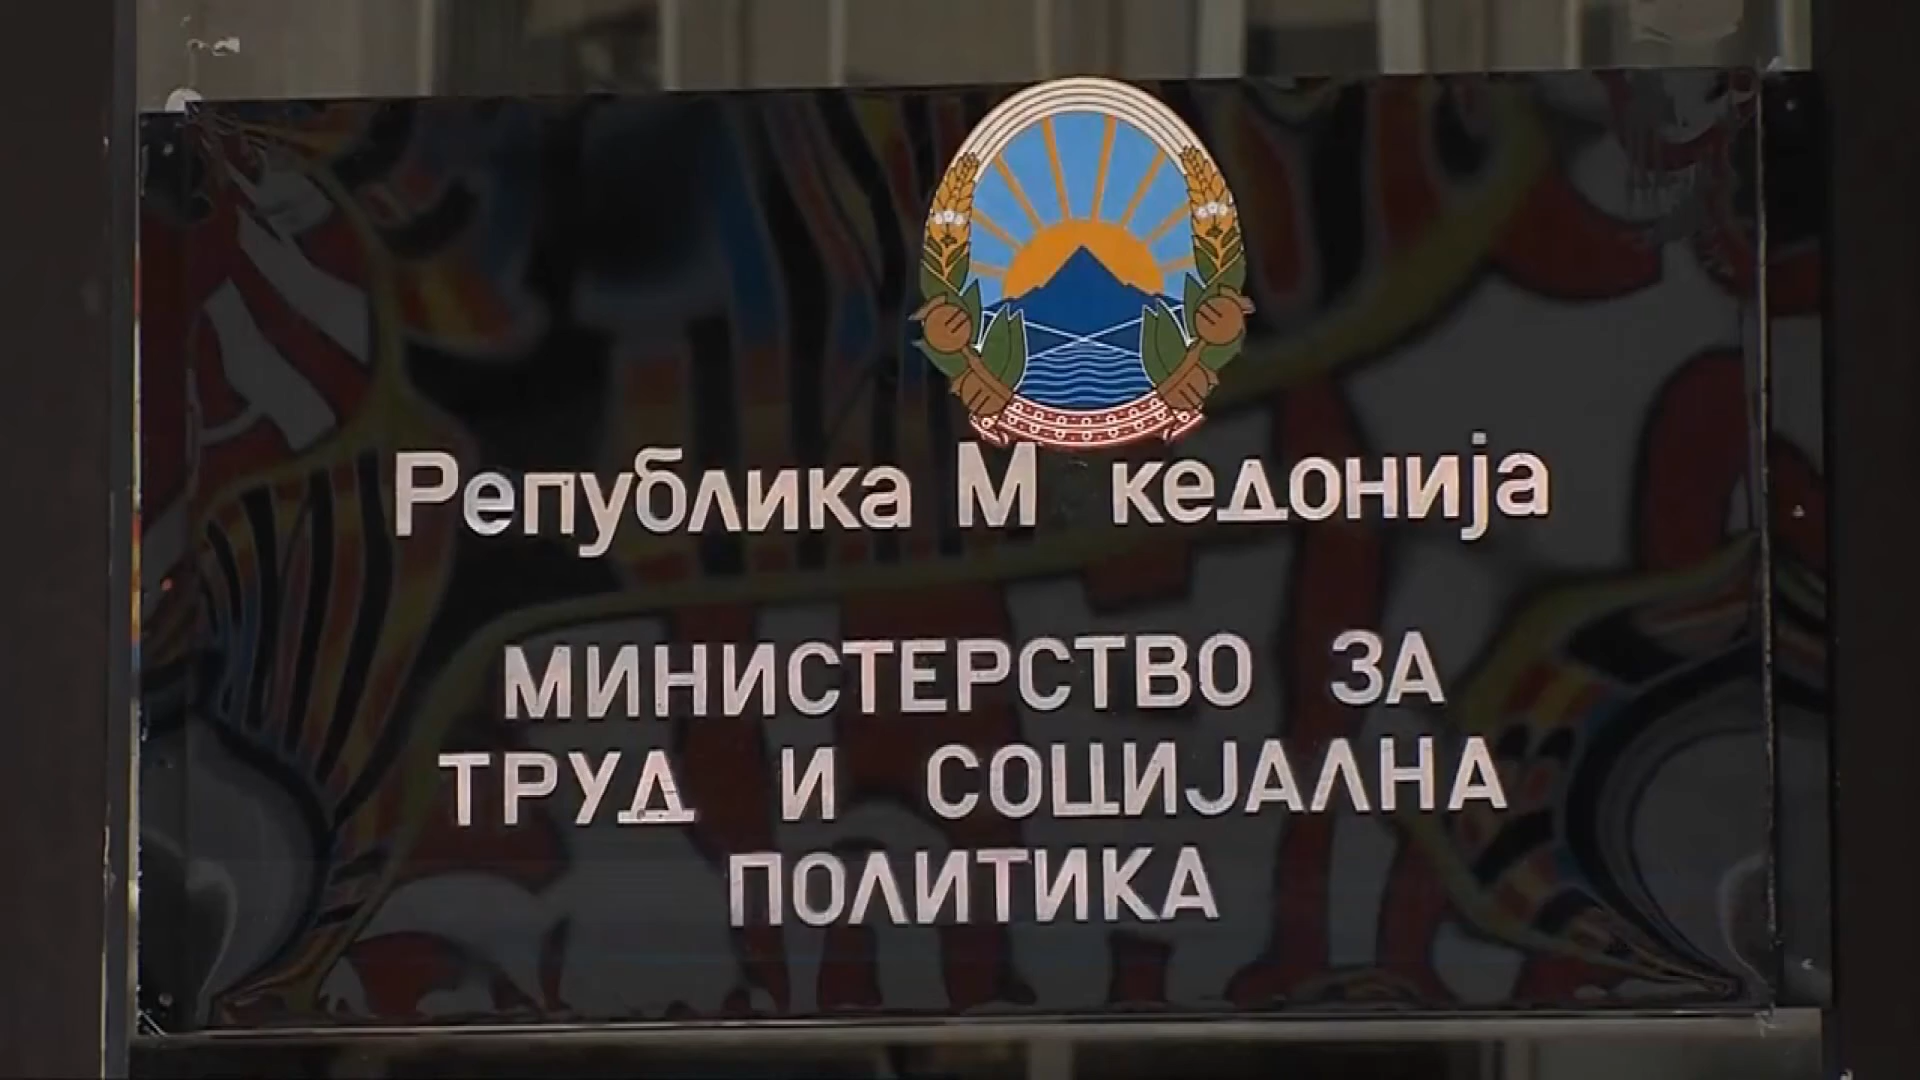 Република М кедонија
МИНИСТЕРСТВО ЗА
ТРУД И СОЦИЈАЛНА
ПОЛИТИКА